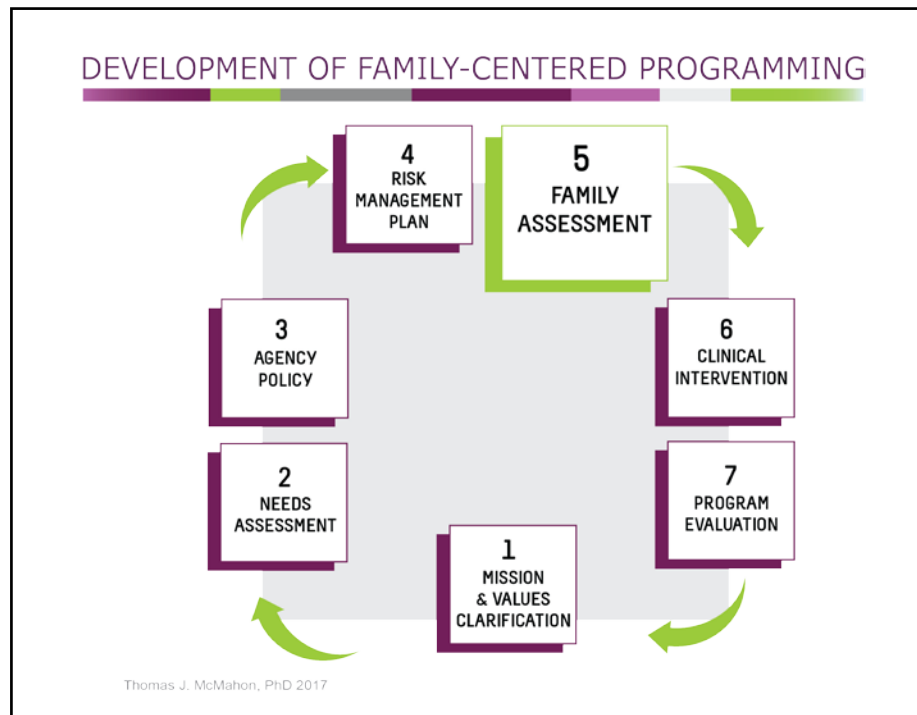 DEVELOPMENT OF FAMILY-CENTERED PROGRAMMING
4
RISK
MANAGEMENT
PLAN
5
FAMILY
ASSESSMENT
3
AGENCY
POLICY
6
CLINICAL
INTERVENTION
2
NEEDS
ASSESSMENT
7
PROGRAM
EVALUATION
1
MISSION
& VALUES
CLARIFICATION
Thomas J. McMahon, PhD 2017